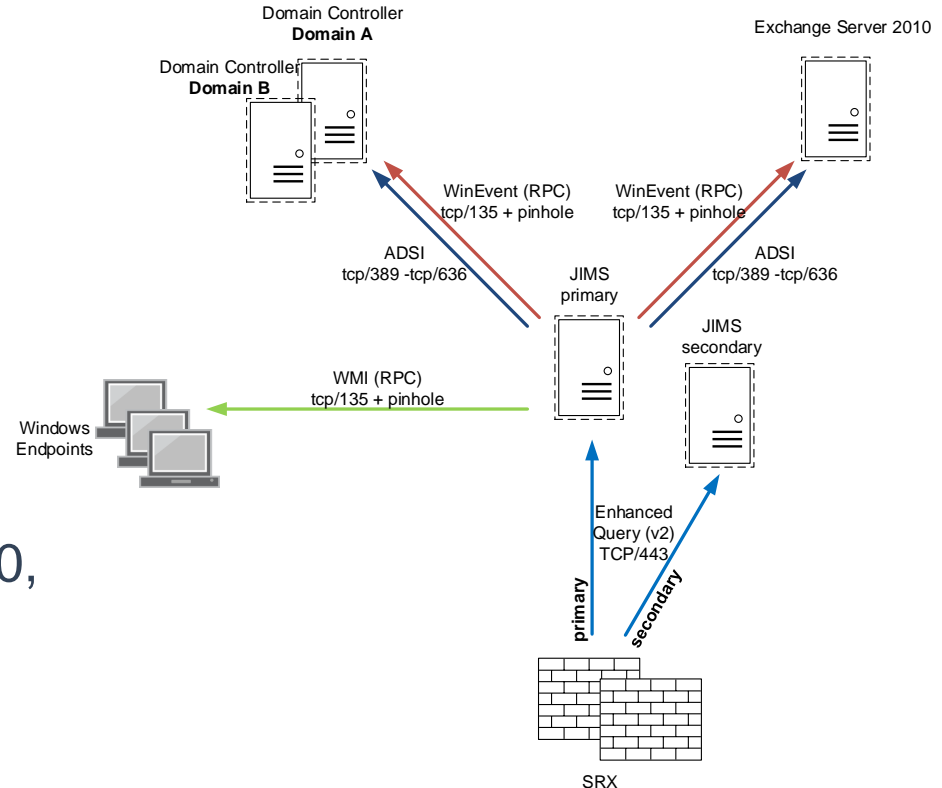 Domain Controller
Domain A
Exchange Server 2010
Domain Controller
Domain B
WinEvent (RPC)
tcp/135 + pinhole
WinEvent (RPC)
tcp/135 + pinhole
ADSI
tcp/389 -tcp/636
ADSI
tcp/389 -tcp/636
JIMS
primary
JIMS
secondary
WMI (RPC)
tcp/135 + pinhole
Windows
Endpoints
Enhanced
Query (v2)
TCP/443
0,
primary
secondary
SRX